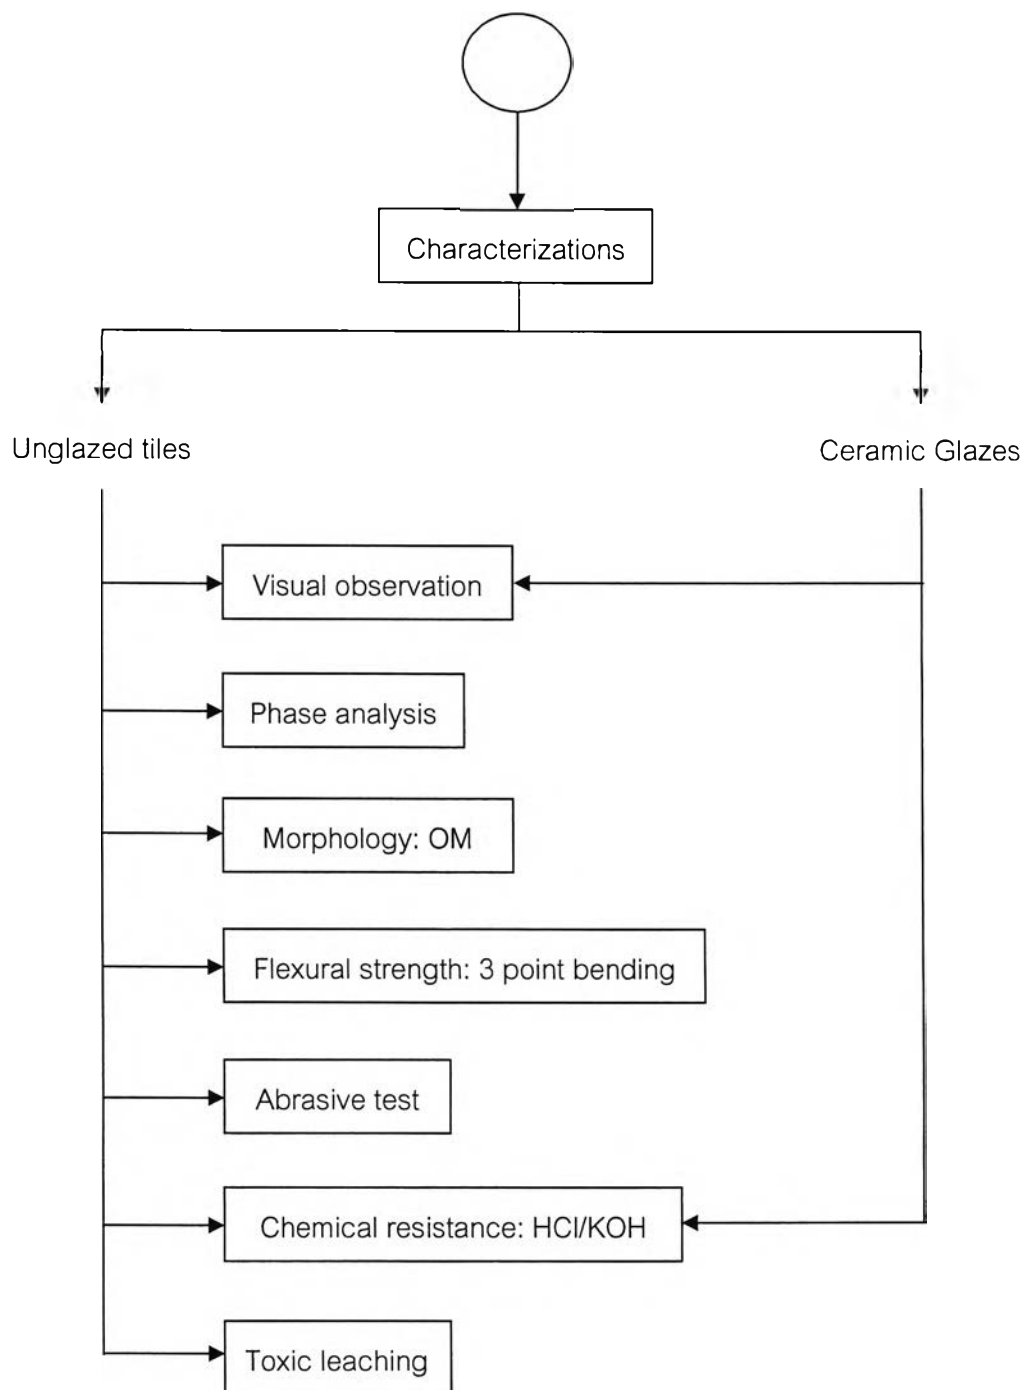 Characterizations
Unglazed tiles
Ceramic Glazes
Visual observation
Phase analysis
Morphology: OM
Flexural strength: 3 point bending
Abrasive test
Chemical resistance: HCl/KOH
Toxic leaching